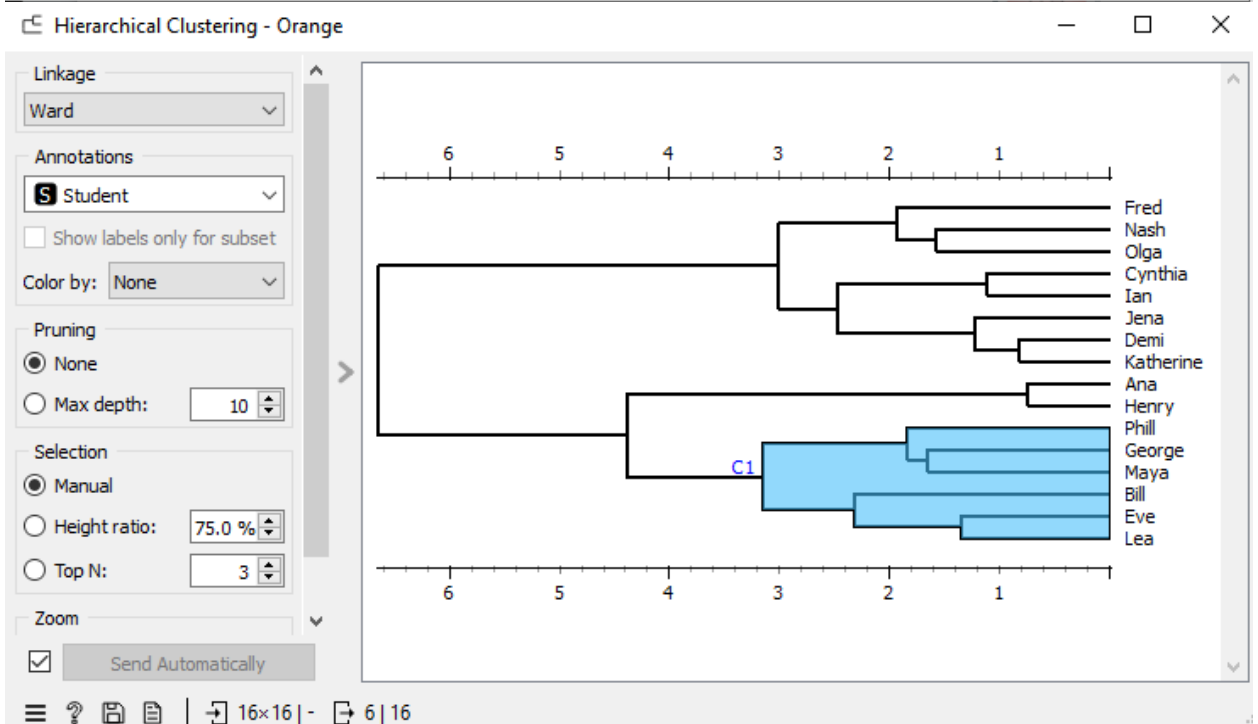 Hierarchical Clustering - Orange
Linkage
Ward
Annotations
S Student
Show labels only for subset
Color by: None
Pruning
None
Max depth: 10
Selection
Manual
Height ratio: 75.0 %
Top N: 3
Zoom
Send Automatically
16×16 | - 6 | 16
6 5 4 3 2 1
Fred
Nash
Olga
Cynthia
Ian
Jena
Demi
Katherine
Ana
Henry
Phill
George
Maya
Bill
Eve
Lea
C1
6 5 4 3 2 1